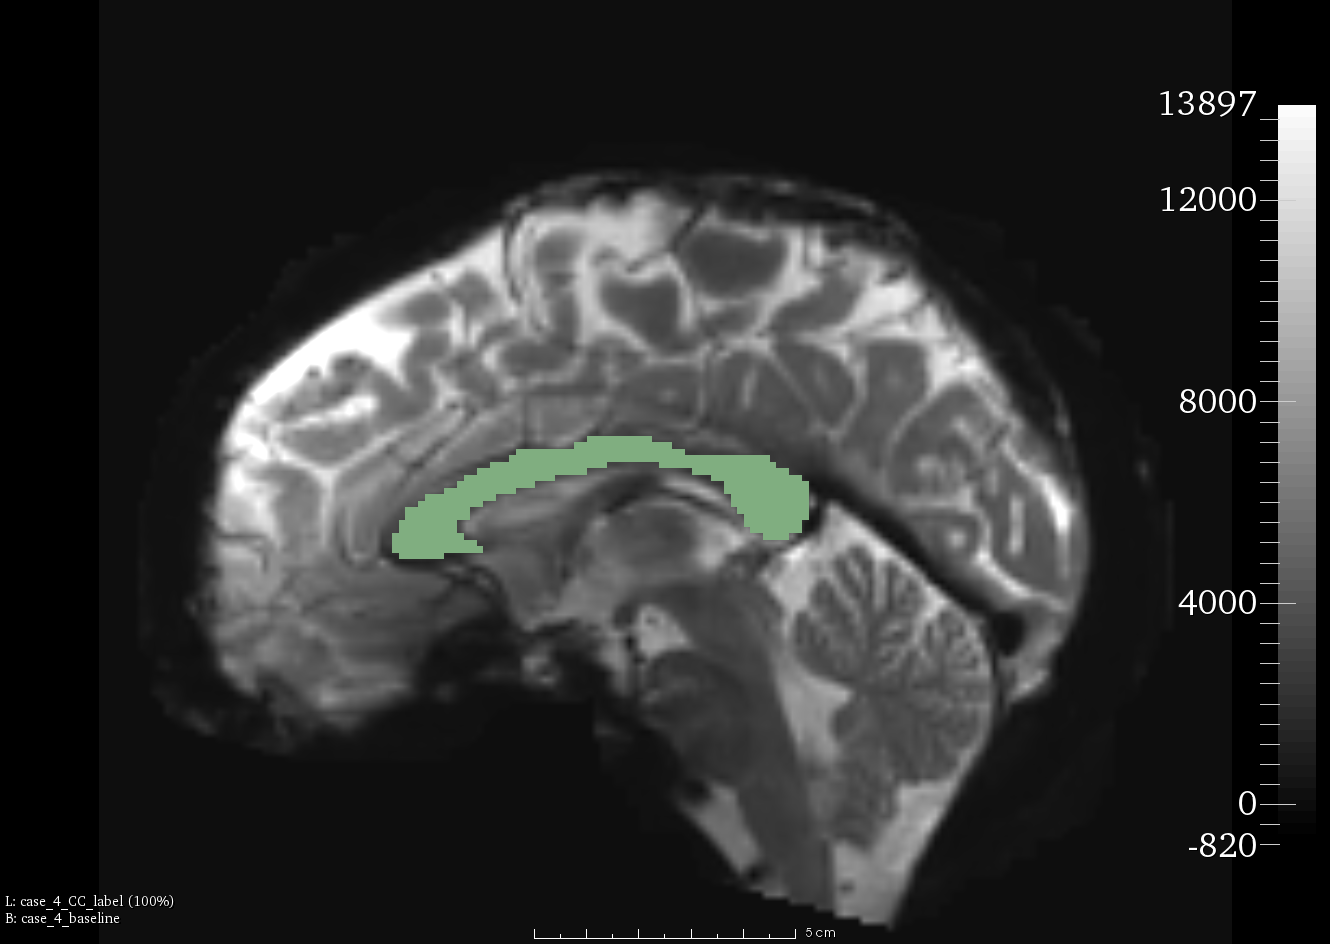 13897
12000
8000
4000
0
-820
L: case_4_CC_label (100%)
B: case_4_baseline
5 cm